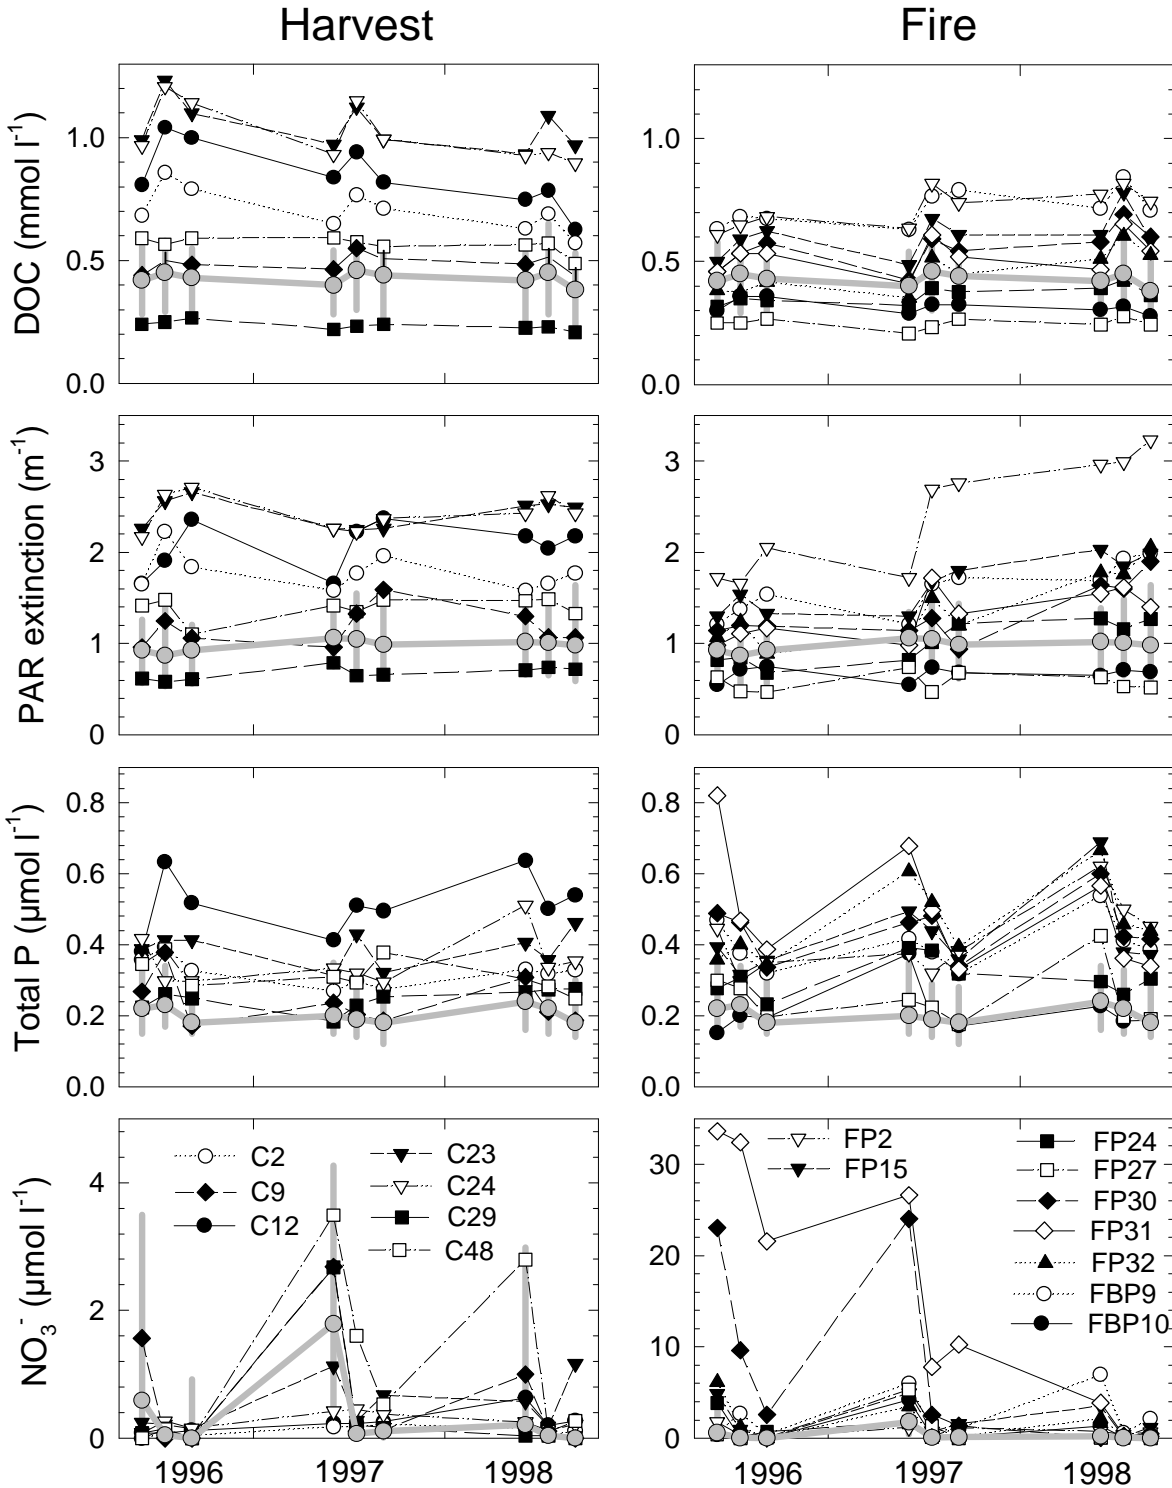 Harvest
Fire
DOC (mmol l⁻¹)
1.0
0.5
0.0
1.0
0.5
0.0
PAR extinction (m⁻¹)
3
2
1
0
3
2
1
0
Total P (µmol l⁻¹)
0.8
0.6
0.4
0.2
0.0
0.8
0.6
0.4
0.2
0.0
NO₃⁻ (µmol l⁻¹)
4
2
0
C2
C9
C12
C23
C24
C29
C48
30
20
10
0
FP2
FP15
FP24
FP27
FP30
FP31
FP32
FBP9
FBP10
1996
1997
1998
1996
1997
1998